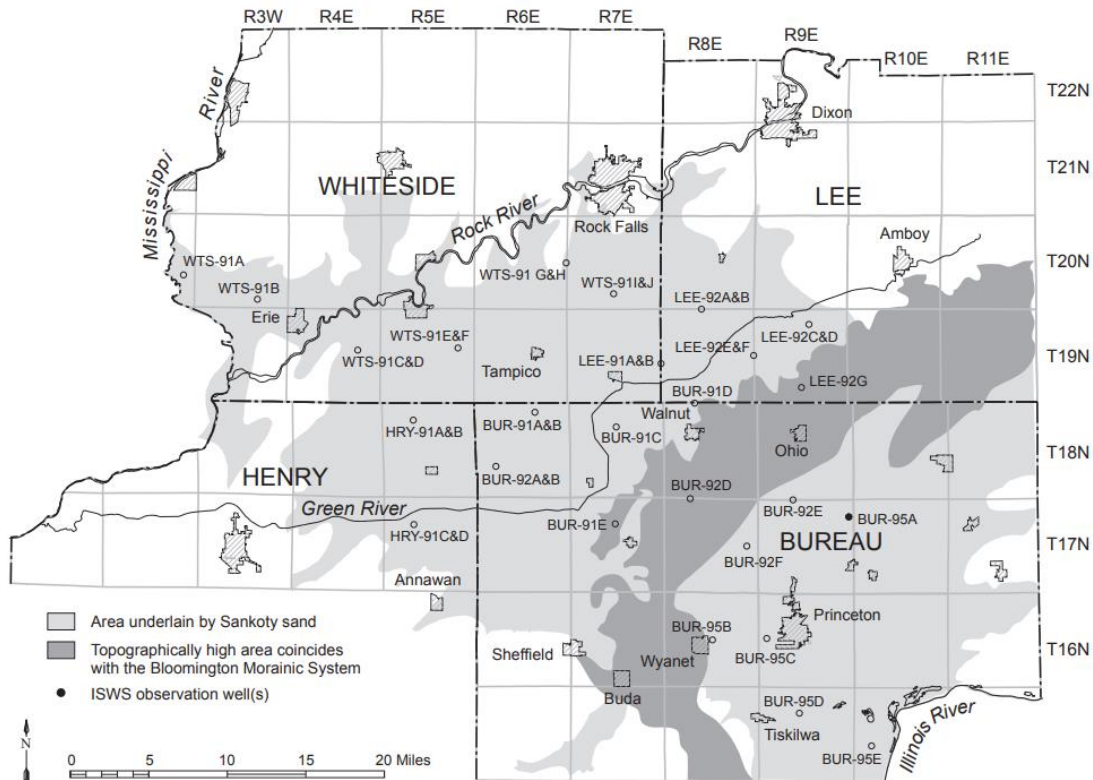 R3W R4E R5E R6E R7E R8E R9E R10E R11E
T22N
T21N
T20N
T19N
T18N
T17N
T16N
Mississippi River
Dixon
WHITESIDE
LEE
Rock River
Rock Falls
Amboy
WTS-91A
WTS-91B
WTS-91 G&H
WTS-91I&J
LEE-92A&B
Erie
WTS-91E&F
WTS-91C&D
Tampico
LEE-91A&B
LEE-92E&F
LEE-92C&D
LEE-92G
BUR-91D
Walnut
HRY-91A&B
BUR-91A&B
BUR-91C
Ohio
HENRY
BUR-92A&B
BUR-92D
BUR-92E
Green River
HRY-91C&D
BUR-91E
BUR-95A
BUREAU
BUR-92F
Annawan
Princeton
BUR-95B
Sheffield
Wyanet
BUR-95C
Buda
BUR-95D
Tiskilwa
BUR-95E
Illinois River
Area underlain by Sankoty sand
Topographically high area coincides
with the Bloomington Morainic System
ISWS observation well(s)
N
0 5 10 15 20 Miles